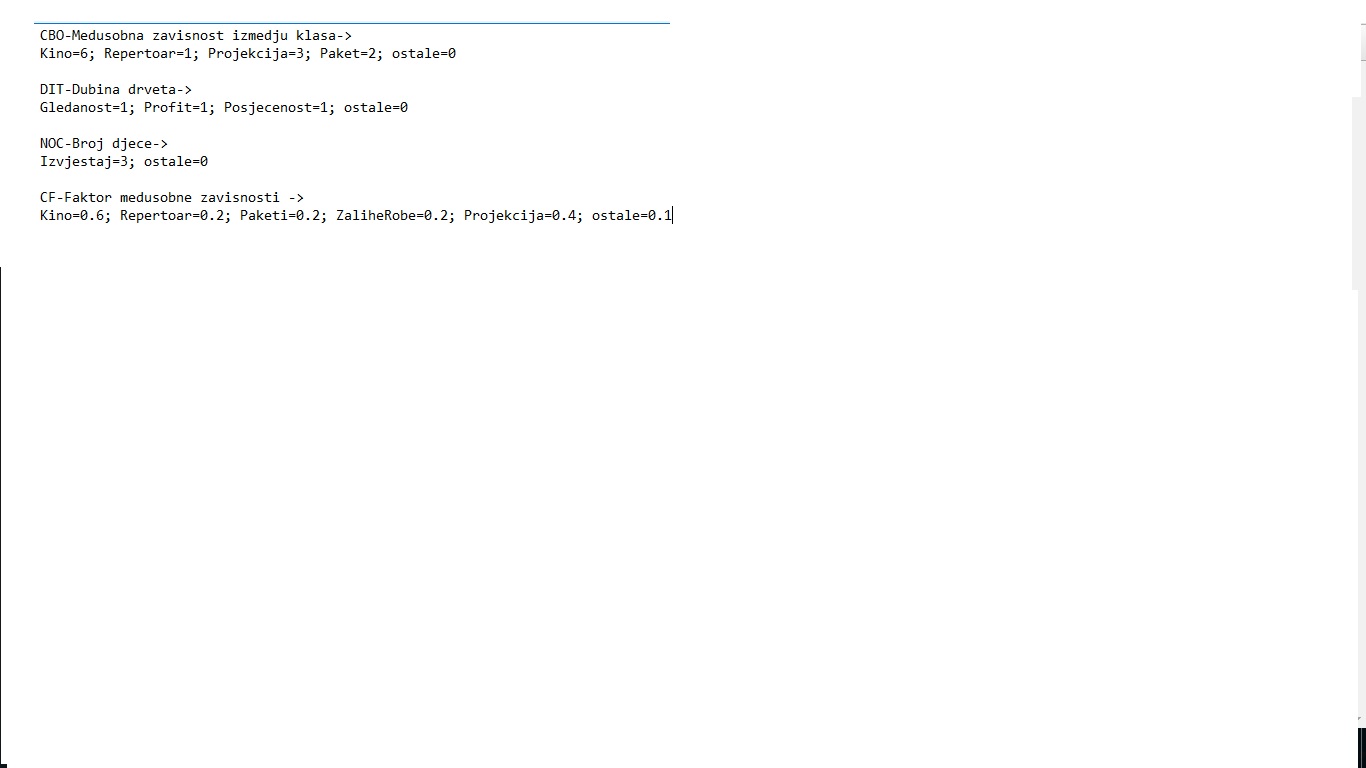 CBO-Medusobna zavisnost izmedju klasa->
Kino=6; Repertoar=1; Projekcija=3; Paket=2; ostale=0
DIT-Dubina drveta->
Gledanost=1; Profit=1; Posjecenost=1; ostale=0
NOC-Broj djece->
Izvjestaj=3; ostale=0
CF-Faktor medusobne zavisnosti ->
Kino=0.6; Repertoar=0.2; Paketi=0.2; ZaliheRobe=0.2; Projekcija=0.4; ostale=0.1